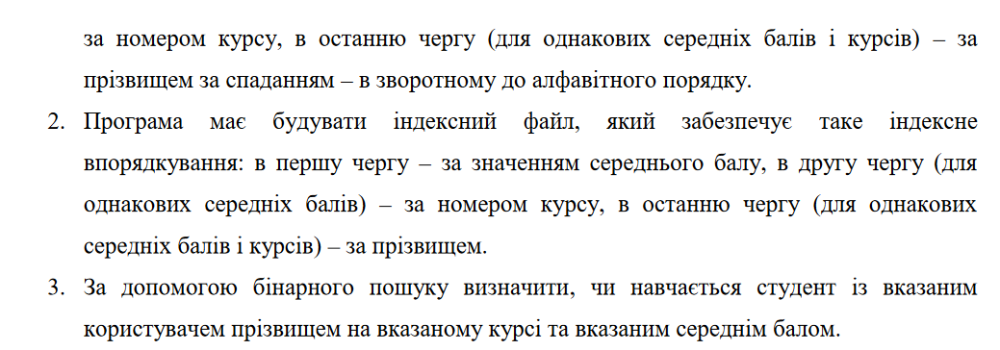 за номером курсу, в останню чергу (для однакових середніх балів і курсів) – за
прізвищем за спаданням – в зворотному до алфавітного порядку.
2. Програма має будувати індексний файл, який забезпечує таке індексне
впорядкування: в першу чергу – за значенням середнього балу, в другу чергу (для
однакових середніх балів) – за номером курсу, в останню чергу (для однакових
середніх балів і курсів) – за прізвищем.
3. За допомогою бінарного пошуку визначити, чи навчається студент із вказаним
користувачем прізвищем на вказаному курсі та вказаним середнім балом.